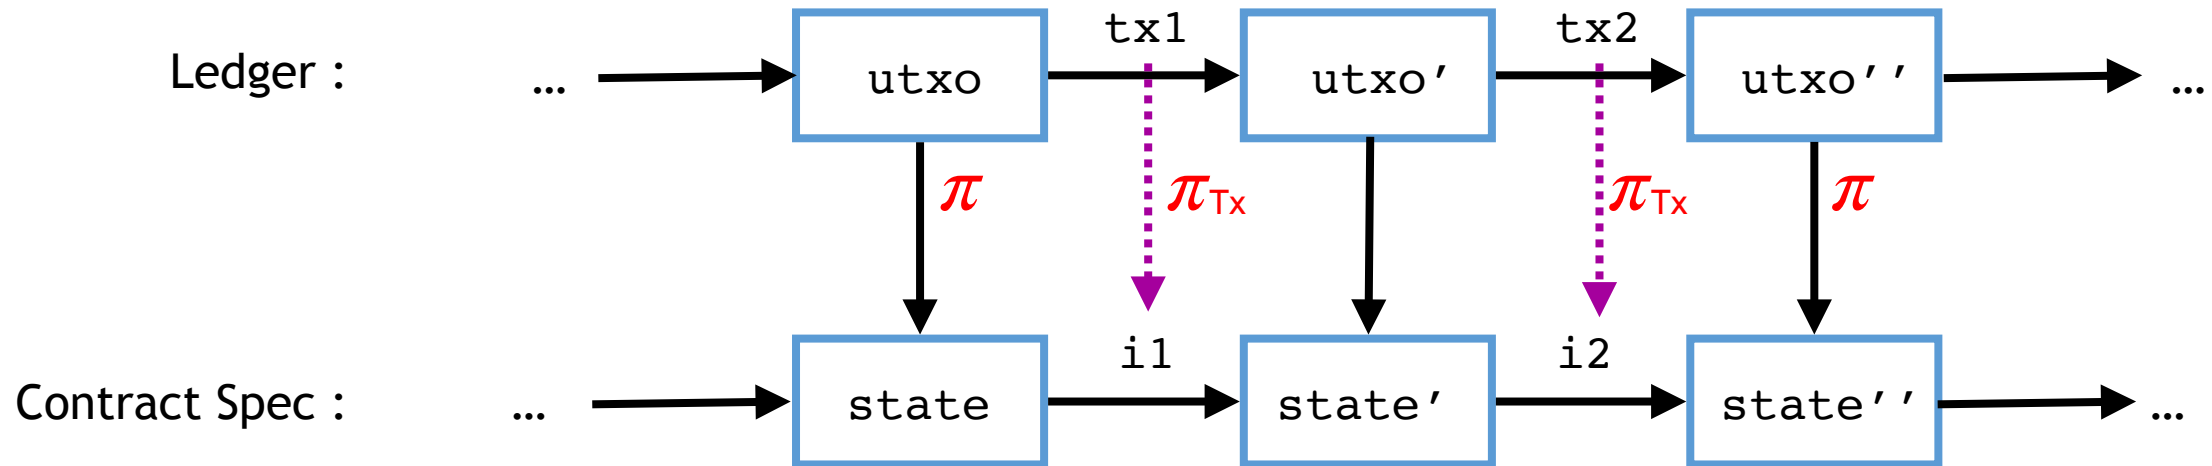 tx1 tx2
Ledger : … utxo utxo′ utxo′′ …
π πTx πTx π
i1 i2
Contract Spec : … state state' state′′ …